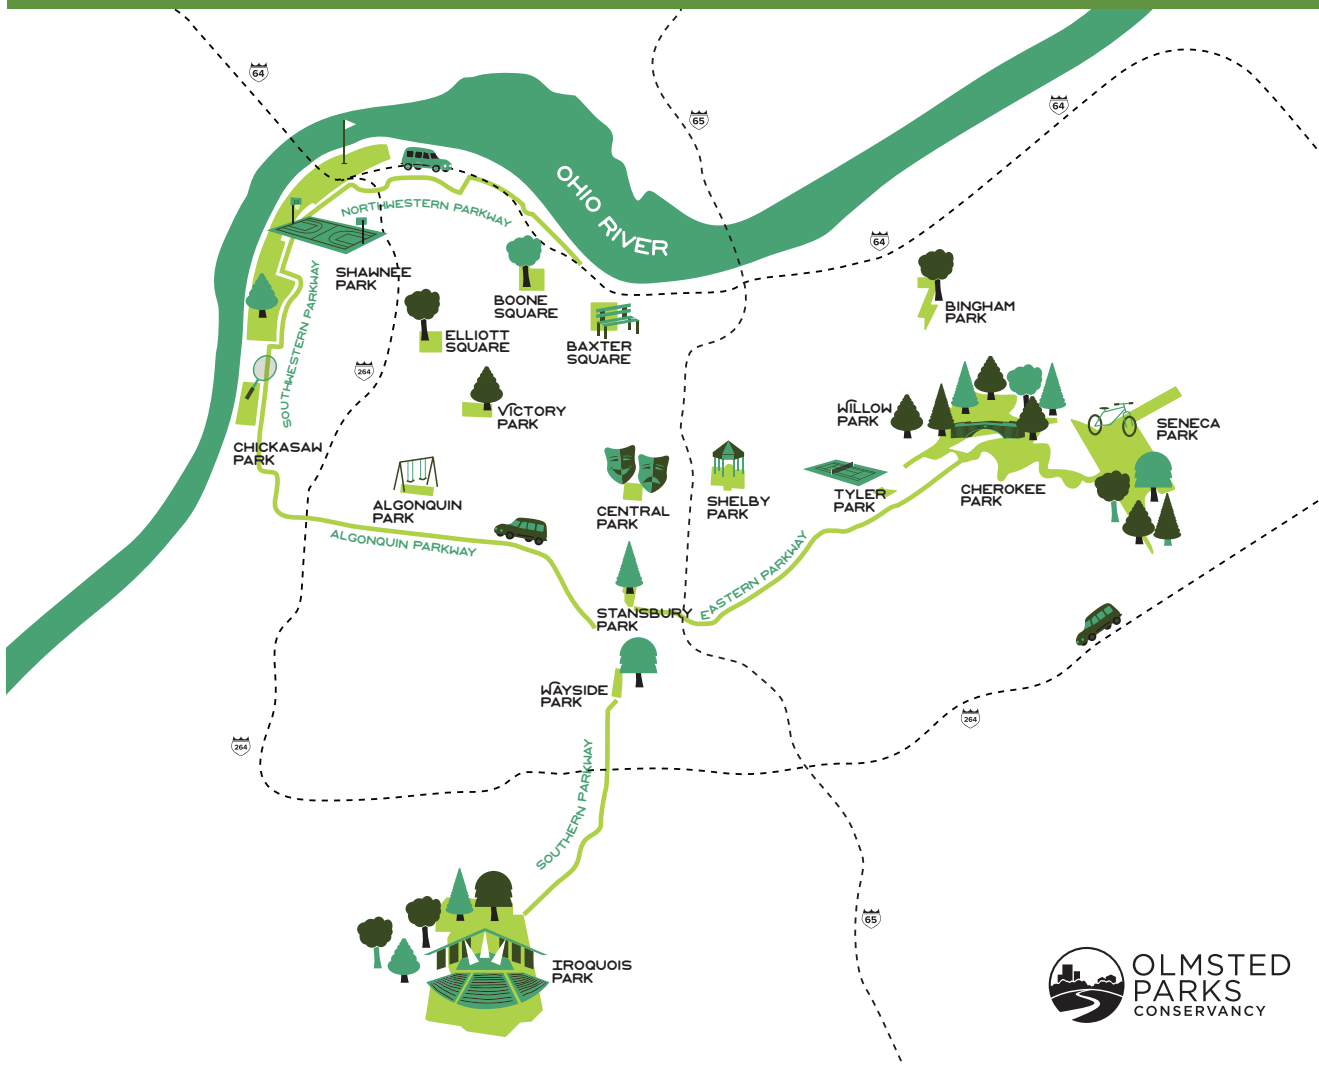 64
65
64
OHIO RIVER
NORTHWESTERN PARKWAY
64
SHAWNEE
PARK
BOONE
SQUARE
BINGHAM
PARK
ELLIOTT
SQUARE
BAXTER
SQUARE
SOUTHWESTERN PARKWAY
264
VICTORY
PARK
WILLOW
PARK
SENECA
PARK
CHICKASAW
PARK
ALGONQUIN
PARK
CENTRAL
PARK
SHELBY
PARK
TYLER
PARK
CHEROKEE
PARK
ALGONQUIN PARKWAY
EASTERN PARKWAY
STANSBURY
PARK
WAYSIDE
PARK
264
264
SOUTHERN PARKWAY
65
IROQUOIS
PARK
OLMSTED
PARKS
CONSERVANCY